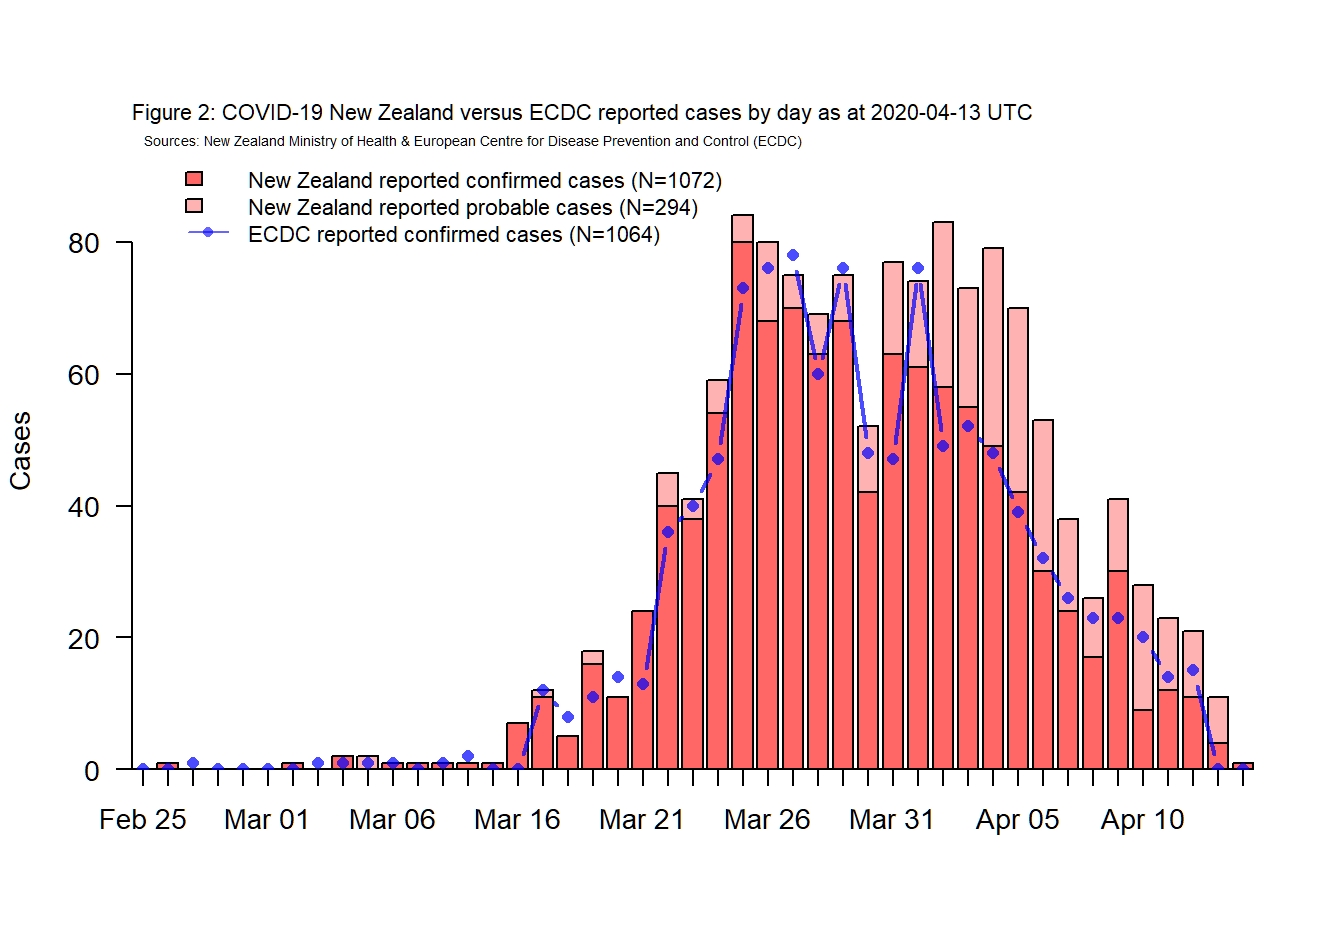 Figure 2: COVID-19 New Zealand versus ECDC reported cases by day as at 2020-04-13 UTC
Sources: New Zealand Ministry of Health & European Centre for Disease Prevention and Control (ECDC)
New Zealand reported confirmed cases (N=1072)
New Zealand reported probable cases (N=294)
ECDC reported confirmed cases (N=1064)
80
60
40
20
0
Cases
Feb 25 Mar 01 Mar 06 Mar 16 Mar 21 Mar 26 Mar 31 Apr 05 Apr 10